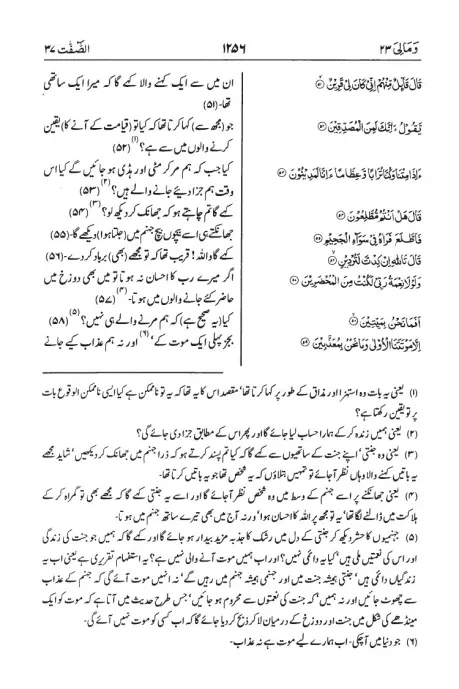 وَمَالِیَ ۲۳
۱۲۵۶
الصّٰٓفّٰت ۳۷
قَالَ قَآئِلٌ مِّنْهُمْ اِنِّیْ كَانَ لِیْ قَرِیْنٌ ۝۵۱
یَّقُوْلُ ءَاِنَّكَ لَمِنَ الْمُصَدِّقِیْنَ ۝۵۲
ءَاِذَا مِتْنَا وَكُنَّا تُرَابًا وَّعِظَامًا ءَاِنَّا لَمَدِیْنُوْنَ ۝۵۳
قَالَ هَلْ اَنْتُمْ مُّطَّلِعُوْنَ ۝۵۴
فَاطَّلَعَ فَرَاٰهُ فِیْ سَوَآءِ الْجَحِیْمِ ۝۵۵
قَالَ تَاللّٰهِ اِنْ كِدْتَّ لَتُرْدِیْنِ ۝۵۶
وَلَوْلَا نِعْمَةُ رَبِّیْ لَكُنْتُ مِنَ الْمُحْضَرِیْنَ ۝۵۷
اَفَمَا نَحْنُ بِمَیِّتِیْنَ ۝۵۸
اِلَّا مَوْتَتَنَا الْاُوْلٰی وَمَا نَحْنُ بِمُعَذَّبِیْنَ ۝۵۹
ان میں سے ایک کہنے والا کہے گا کہ میرا ایک ساتھی
تھا۔ (۵۱)
جو (مجھ سے) کہا کرتا تھا کہ کیا تو (قیامت کے آنے کا) یقین
کرنے والوں میں سے ہے؟ (۱) (۵۲)
کیا جب کہ ہم مر کر مٹی اور ہڈی ہو جائیں گے کیا اس
وقت ہم جزا دیئے جانے والے ہیں؟ (۲) (۵۳)
کہے گا تم چاہتے ہو کہ جھانک کر دیکھ لو؟ (۳) (۵۴)
جھانکتے ہی اسے بیچوں بیچ جہنم میں (جلتا ہوا) دیکھے گا۔ (۵۵)
کہے گا واللہ! قریب تھا کہ تو مجھے (بھی) برباد کر دے۔ (۵۶)
اگر میرے رب کا احسان نہ ہوتا تو میں بھی دوزخ میں
حاضر کئے جانے والوں میں ہوتا۔ (۴) (۵۷)
کیا (یہ صحیح ہے) کہ ہم مرنے والے ہی نہیں؟ (۵) (۵۸)
بجز پہلی ایک موت کے، (۶) اور نہ ہم عذاب کیے جانے
(۱) یعنی یہ بات وہ استہزا اور مذاق کے طور پر کہا کرتا تھا، مقصد اس کا یہ تھا کہ یہ تو ناممکن ہے کیا ایسی ناممکن الوقوع بات
پر تو یقین رکھتا ہے؟
(۲) یعنی ہمیں زندہ کر کے ہمارا حساب لیا جائے گا اور پھر اس کے مطابق جزا دی جائے گی؟
(۳) یعنی وہ جنتی، اپنے جنت کے ساتھیوں سے کہے گا کہ کیا تم پسند کرتے ہو کہ ذرا جہنم میں جھانک کر دیکھیں، شاید مجھے
یہ باتیں کہنے والا وہاں نظر آ جائے تو تمہیں بتلاؤں کہ یہ شخص تھا جو یہ باتیں کرتا تھا۔
(۴) یعنی جھانکنے پر اسے جہنم کے وسط میں وہ شخص نظر آ جائے گا اور اسے یہ جنتی کہے گا کہ مجھے بھی تو گمراہ کر کے
ہلاکت میں ڈالنے لگا تھا، یہ تو مجھ پر اللہ کا احسان ہوا، ورنہ آج میں بھی تیرے ساتھ جہنم میں ہوتا۔
(۵) جہنمیوں کا حشر دیکھ کر جنتی کے دل میں رشک کا جذبہ مزید بیدار ہو جائے گا اور کہے گا کہ ہمیں جو جنت کی زندگی
اور اس کی نعمتیں ملی ہیں، کیا یہ دائمی نہیں؟ اور اب ہمیں موت آنے والی نہیں ہے؟ یہ استفہام تقریری ہے یعنی اب یہ
زندگیاں دائمی ہیں، جنتی ہمیشہ جنت میں اور جہنمی ہمیشہ جہنم میں رہیں گے، نہ انہیں موت آئے گی کہ جہنم کے عذاب
سے چھوٹ جائیں اور نہ ہمیں، کہ جنت کی نعمتوں سے محروم ہو جائیں، جس طرح حدیث میں آتا ہے کہ موت کو ایک
مینڈھے کی شکل میں جنت اور دوزخ کے درمیان لا کر ذبح کر دیا جائے گا کہ اب کسی کو موت نہیں آئے گی۔
(۶) جو دنیا میں آ چکی۔ اب ہمارے لیے موت ہے نہ عذاب۔